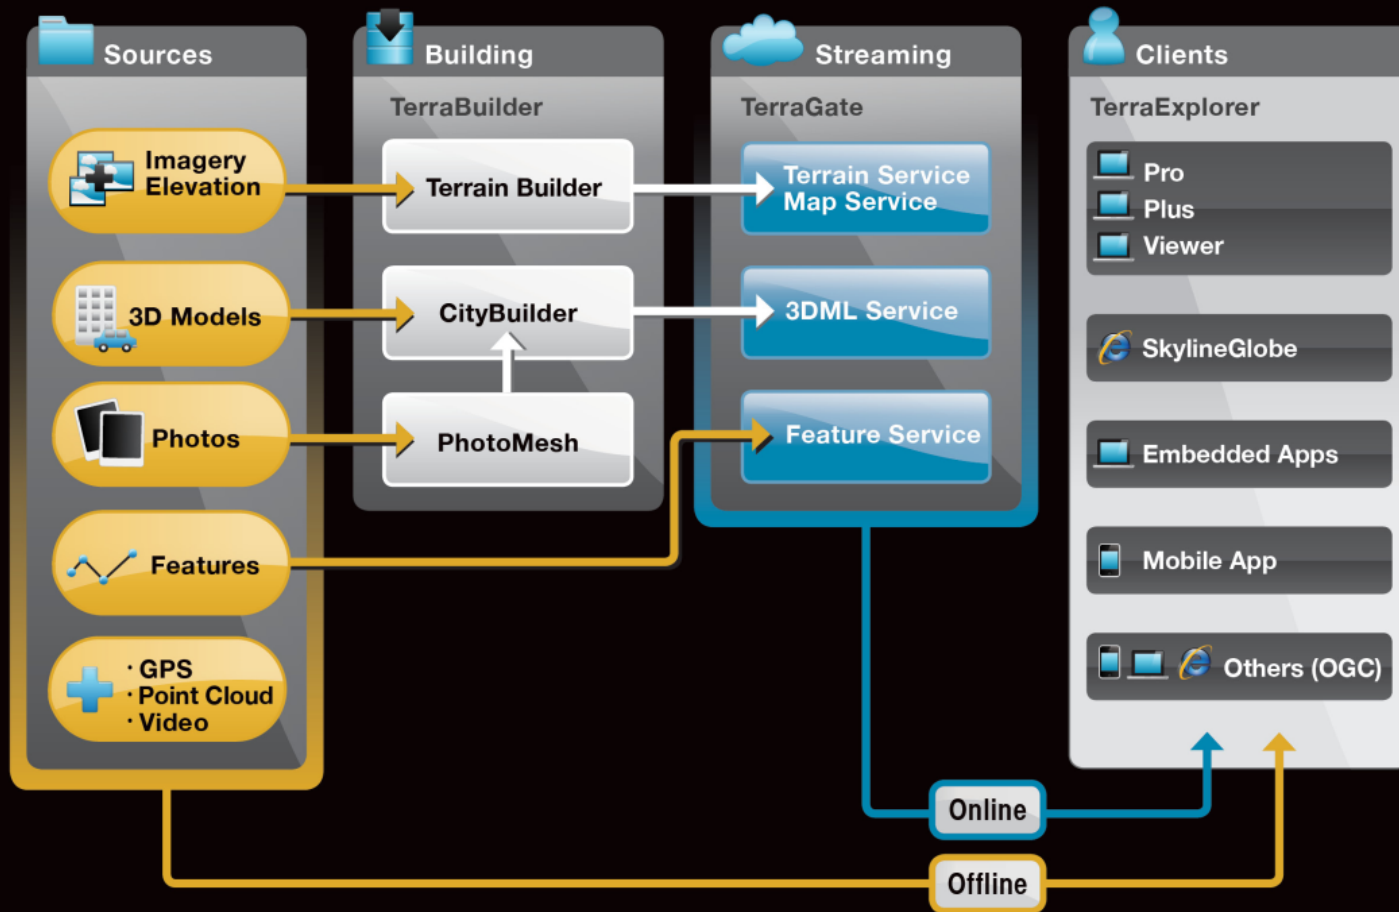 Sources
Imagery
Elevation
3D Models
Photos
Features
· GPS
· Point Cloud
· Video
Building
TerraBuilder
Terrain Builder
CityBuilder
PhotoMesh
Streaming
TerraGate
Terrain Service
Map Service
3DML Service
Feature Service
Clients
TerraExplorer
Pro
Plus
Viewer
SkylineGlobe
Embedded Apps
Mobile App
Others (OGC)
Online
Offline